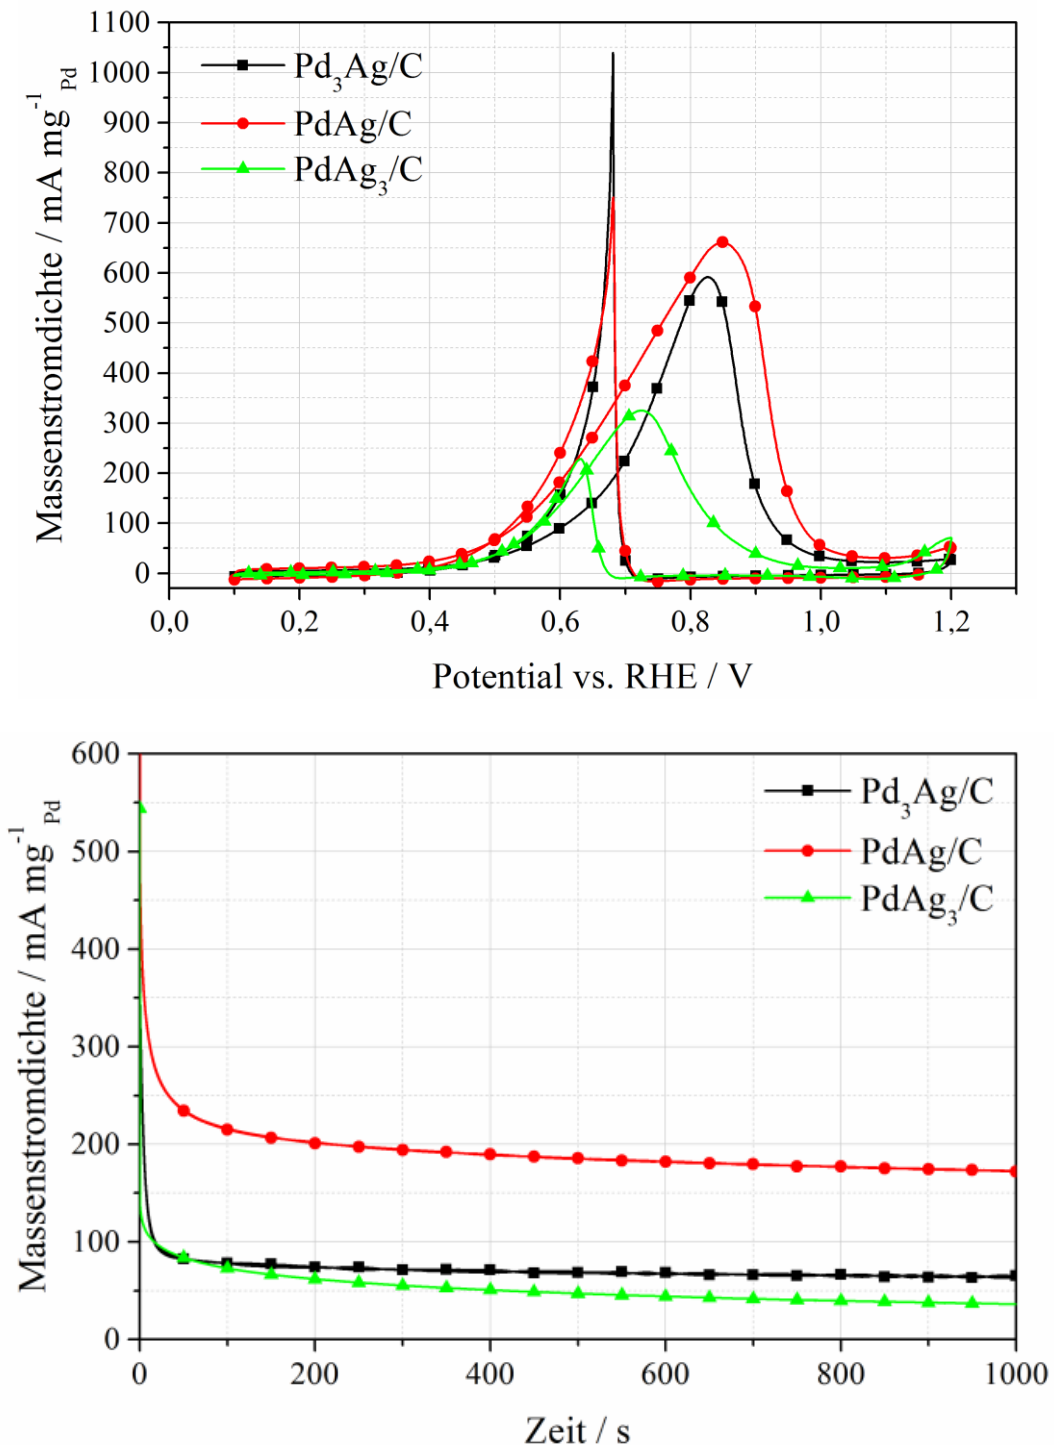 1100
1000
900
800
700
600
500
400
300
200
100
0
Massenstromdichte / mA mg⁻¹ Pd
Pd₃Ag/C
PdAg/C
PdAg₃/C
0,0 0,2 0,4 0,6 0,8 1,0 1,2
Potential vs. RHE / V
600
500
400
300
200
100
0
Massenstromdichte / mA mg⁻¹ Pd
Pd₃Ag/C
PdAg/C
PdAg₃/C
0 200 400 600 800 1000
Zeit / s